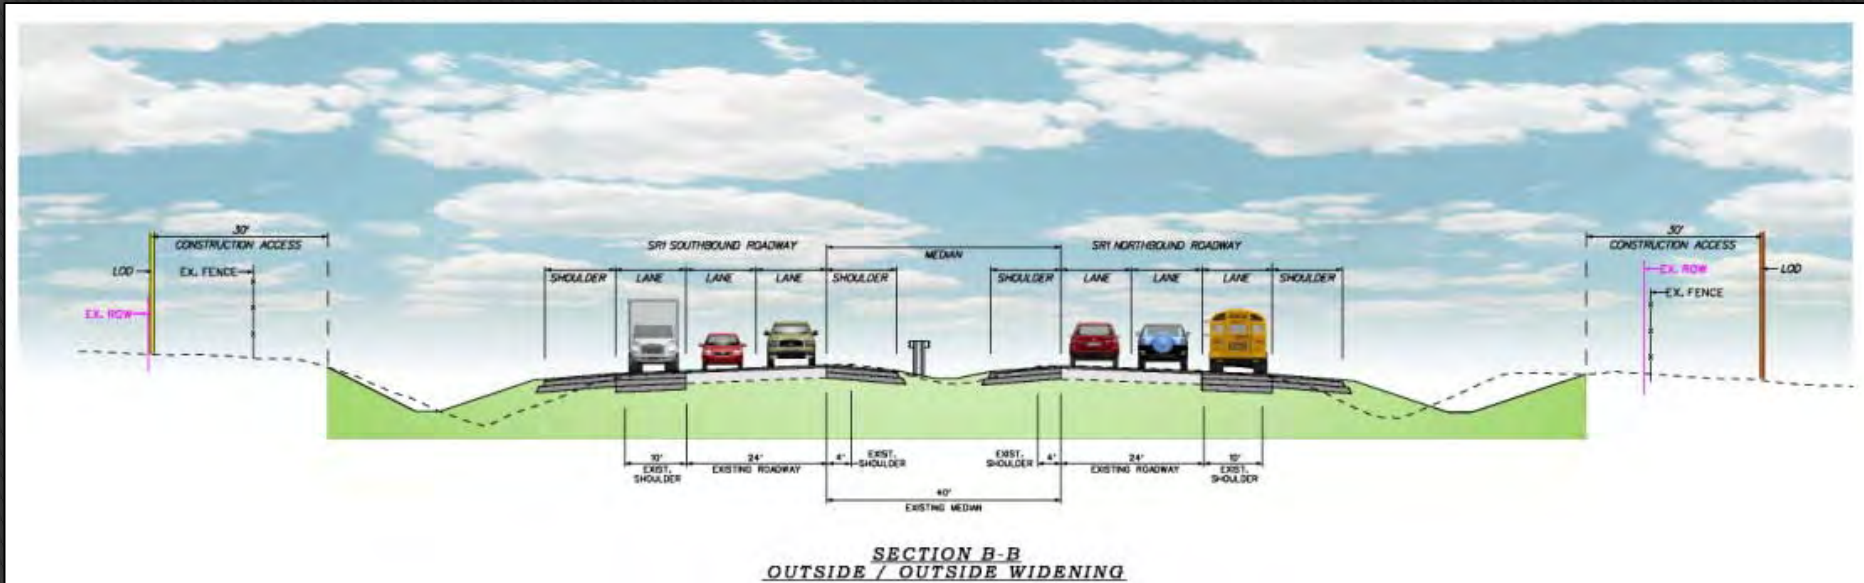 30'
CONSTRUCTION ACCESS
SR1 SOUTHBOUND ROADWAY
MEDIAN
SR1 NORTHBOUND ROADWAY
30'
CONSTRUCTION ACCESS
LOD
EX. FENCE
SHOULDER
LANE
LANE
LANE
SHOULDER
SHOULDER
LANE
LANE
LANE
SHOULDER
EX. ROW
LOD
EX. FENCE
EX. ROW
10'
EXIST.
SHOULDER
24'
EXISTING ROADWAY
4'
EXIST.
SHOULDER
EXIST.
SHOULDER
4'
24'
EXISTING ROADWAY
10'
EXIST.
SHOULDER
40'
EXISTING MEDIAN
SECTION B-B
OUTSIDE / OUTSIDE WIDENING